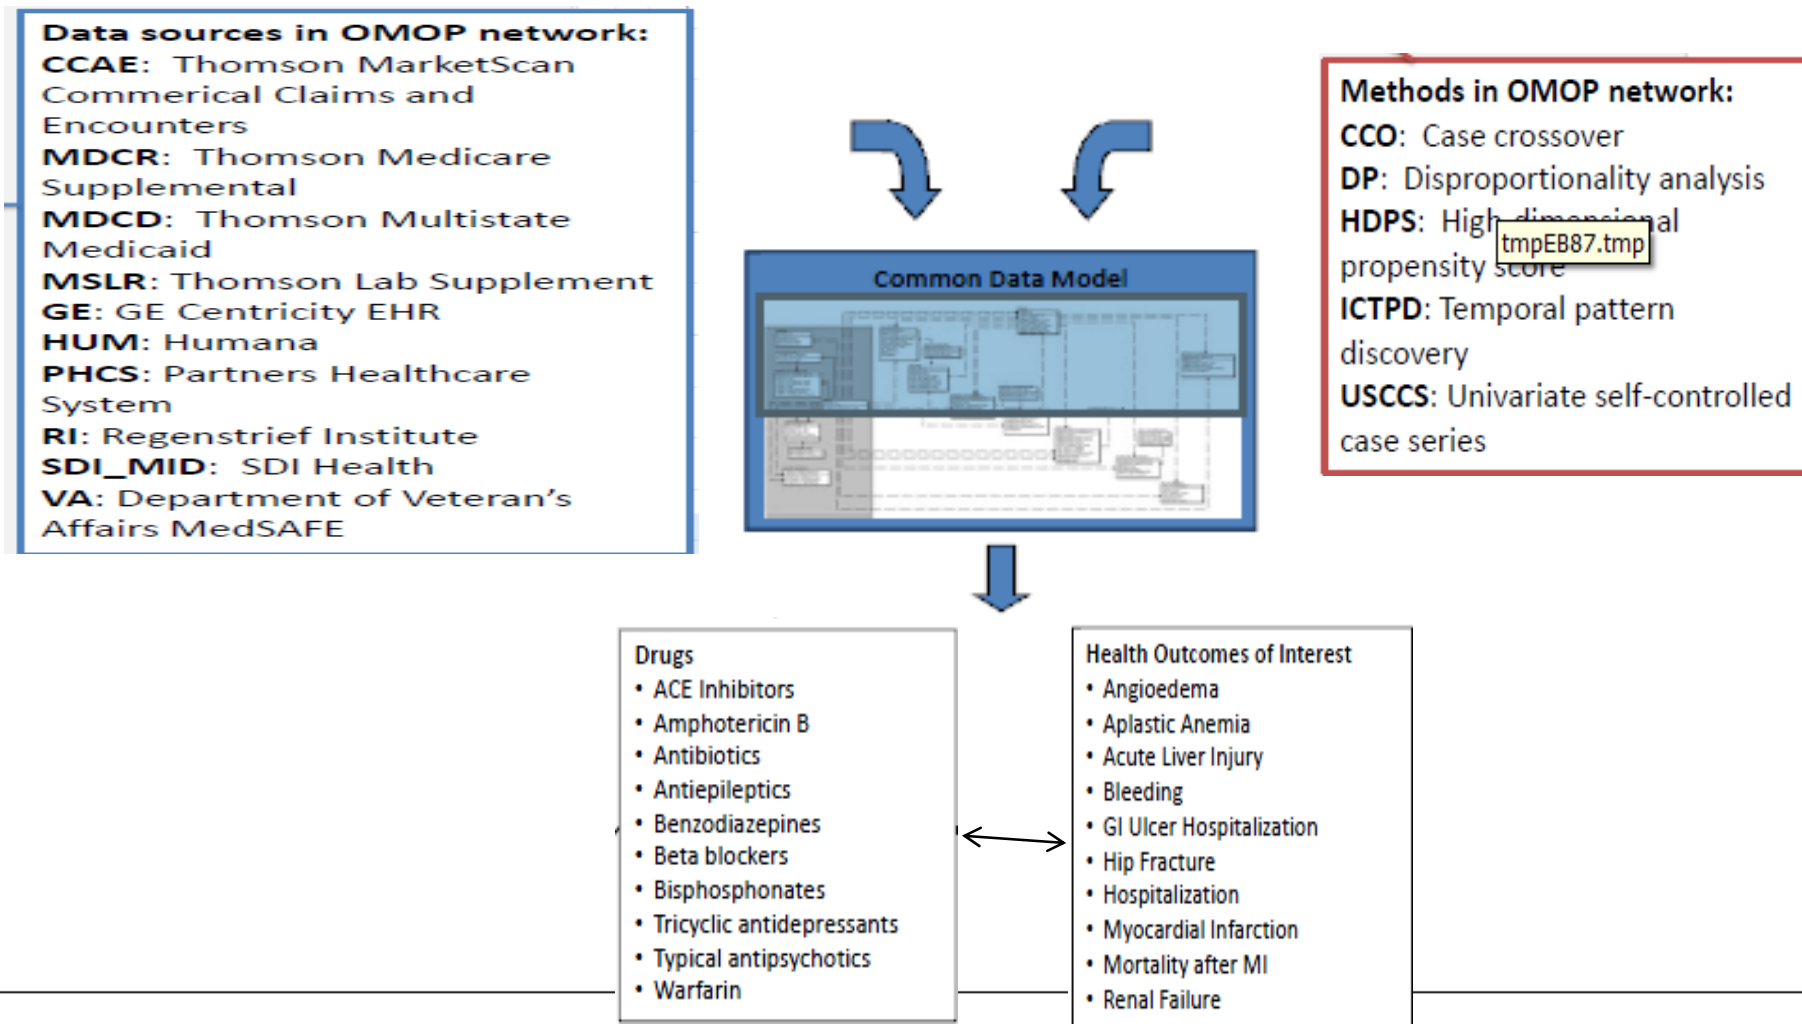 Data sources in OMOP network:
CCAE: Thomson MarketScan
Commerical Claims and
Encounters
MDCR: Thomson Medicare
Supplemental
MDCD: Thomson Multistate
Medicaid
MSLR: Thomson Lab Supplement
GE: GE Centricity EHR
HUM: Humana
PHCS: Partners Healthcare
System
RI: Regenstrief Institute
SDI_MID: SDI Health
VA: Department of Veteran's
Affairs MedSAFE
Common Data Model
Methods in OMOP network:
CCO: Case crossover
DP: Disproportionality analysis
HDPS: High-dimensional
tmpEB87.tmp
propensity score
ICTPD: Temporal pattern
discovery
USCCS: Univariate self-controlled
case series
Drugs
• ACE Inhibitors
• Amphotericin B
• Antibiotics
• Antiepileptics
• Benzodiazepines
• Beta blockers
• Bisphosphonates
• Tricyclic antidepressants
• Typical antipsychotics
• Warfarin
Health Outcomes of Interest
• Angioedema
• Aplastic Anemia
• Acute Liver Injury
• Bleeding
• GI Ulcer Hospitalization
• Hip Fracture
• Hospitalization
• Myocardial Infarction
• Mortality after MI
• Renal Failure